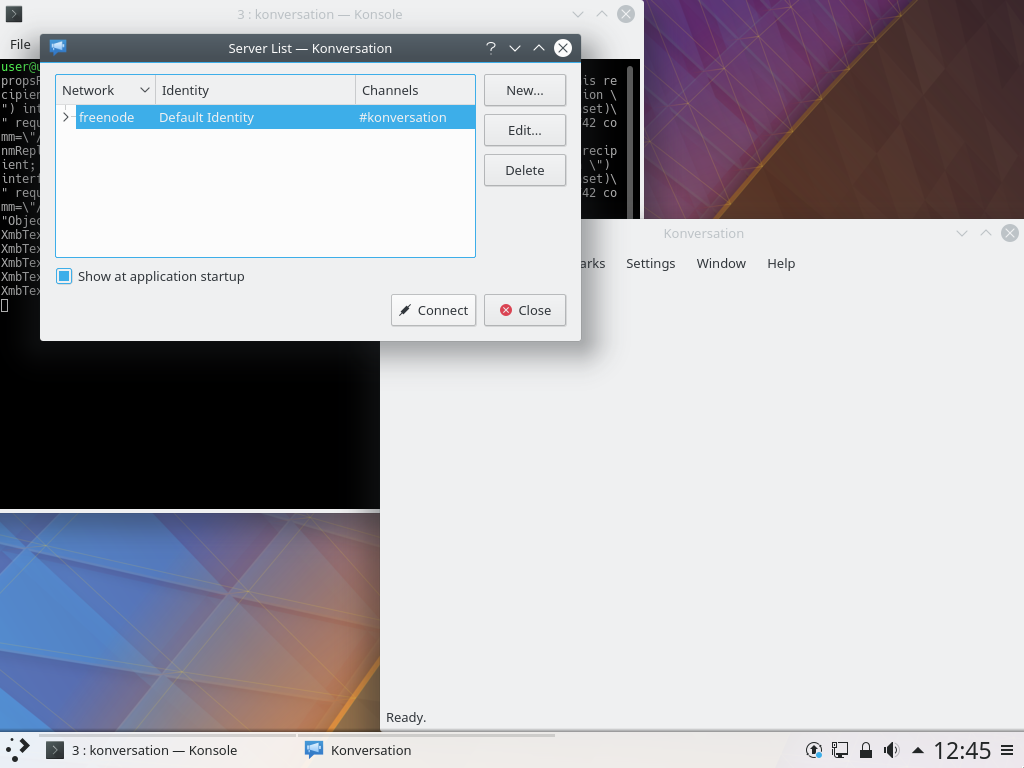 3 : konversation — Konsole
File
Server List — Konversation
Network Identity Channels
freenode Default Identity #konversation
New...
Edit...
Delete
Show at application startup
Connect Close
user@
props is re
cipien ion \
") in set)\
" requ 42 co
mm=\"/
nmRepl recip
ient; \")
interf set)\
" requ 42 co
mm=\"/
"Objec
XmbTex
XmbTex
XmbTex
XmbTex
XmbTex
Konversation
arks Settings Window Help
Ready.
3 : konversation — Konsole Konversation 12:45